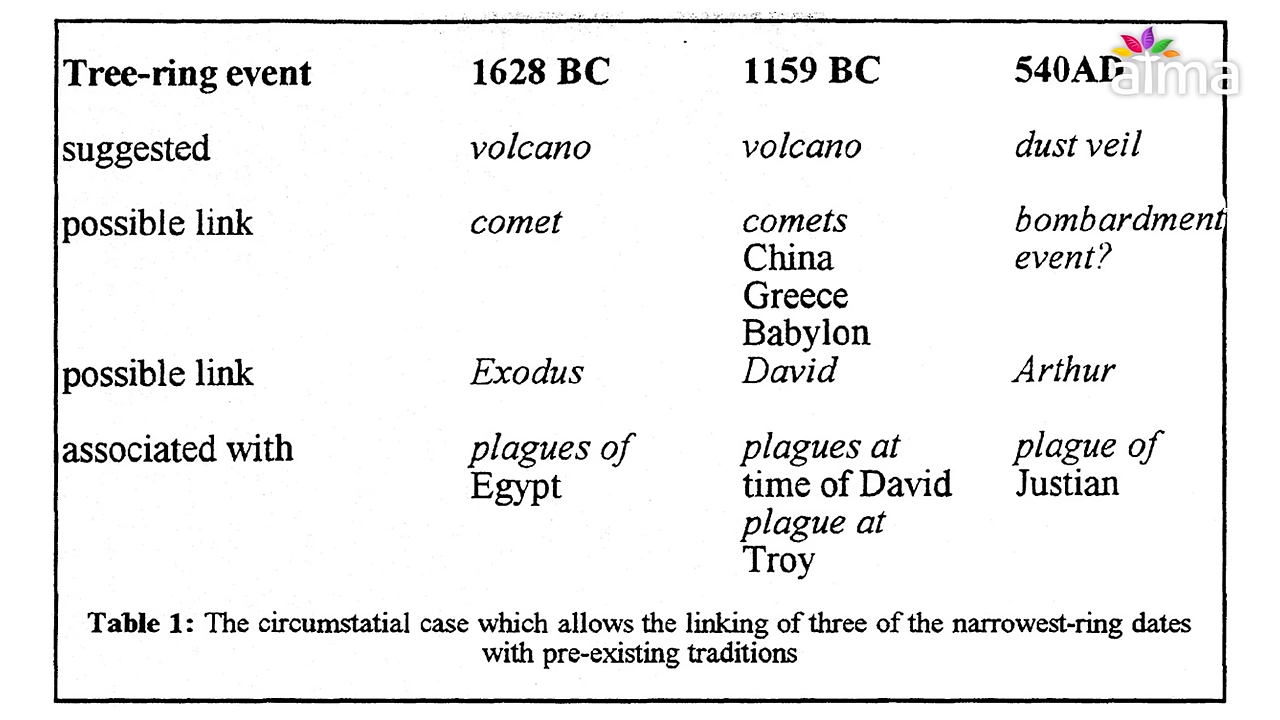 Tree-ring event 1628 BC 1159 BC 540AD
atma
suggested volcano volcano dust veil
possible link comet comets bombardment
China event?
Greece
Babylon
possible link Exodus David Arthur
associated with plagues of plagues at plague of
Egypt time of David Justian
plague at
Troy
Table 1: The circumstatial case which allows the linking of three of the narrowest-ring dates
with pre-existing traditions